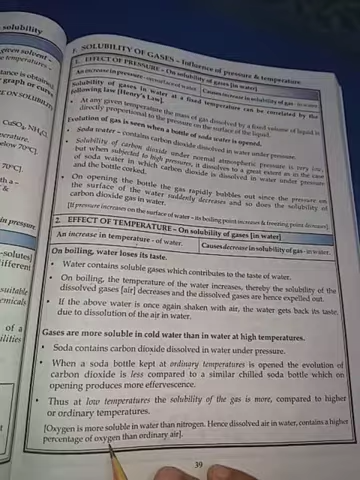 solubility
given solvent -
e temperatures -
tance is obtained
graph or curve
E ON SOLUBILITY
CuSO₄, NH₄Cl
perature.
elow 70°C]
70°C]
th a -
&
in pressure
-solutes]
ifferent
suitable
emicals
of a
ilities
F. SOLUBILITY OF GASES - Influence of pressure & temperature
1. EFFECT OF PRESSURE - On solubility of gases [in water]
An increase in pressure - on surface of water
Causes increase in solubility of gas - in water
Solubility of gases in water at a fixed temperature can be correlated by the
following law [Henry's Law].
• At any given temperature the mass of gas dissolved by a fixed volume of liquid is
directly proportional to the pressure on the surface of the liquid.
Evolution of gas is seen when a bottle of soda water is opened.
• Soda water - contains carbon dioxide dissolved in water under pressure.
• Solubility of carbon dioxide under normal atmospheric pressure is very low,
but when subjected to high pressure, it dissolves to a great extent as in the case
of soda water in which carbon dioxide is dissolved in water under pressure
and the bottle corked.
• On opening the bottle the gas rapidly bubbles out since the pressure on
the surface of the water suddenly decreases and so does the solubility of
carbon dioxide gas in water.
[If pressure increases on the surface of water - its boiling point increases & freezing point decreases]
2. EFFECT OF TEMPERATURE - On solubility of gases [in water]
An increase in temperature - of water.
Causes decrease in solubility of gas - in water.
On boiling, water loses its taste.
• Water contains soluble gases which contributes to the taste of water.
• On boiling, the temperature of the water increases, thereby the solubility of the
dissolved gases [air] decreases and the dissolved gases are hence expelled out.
• If the above water is once again shaken with air, the water gets back its taste
due to dissolution of the air in water.
Gases are more soluble in cold water than in water at high temperatures.
• Soda contains carbon dioxide dissolved in water under pressure.
• When a soda bottle kept at ordinary temperatures is opened the evolution of
carbon dioxide is less compared to a similar chilled soda bottle which on
opening produces more effervescence.
• Thus at low temperatures the solubility of the gas is more, compared to higher
or ordinary temperatures.
[Oxygen is more soluble in water than nitrogen. Hence dissolved air in water, contains a higher
percentage of oxygen than ordinary air].
39